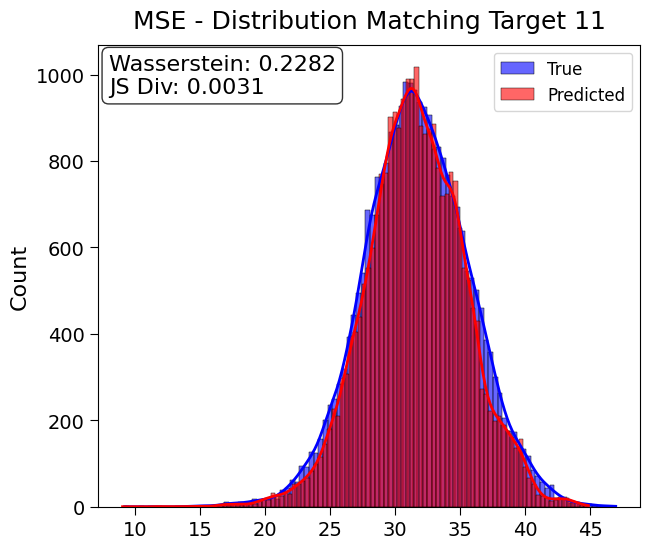 MSE - Distribution Matching Target 11
Wasserstein: 0.2282
JS Div: 0.0031
True
Predicted
Count
1000
800
600
400
200
0
10 15 20 25 30 35 40 45